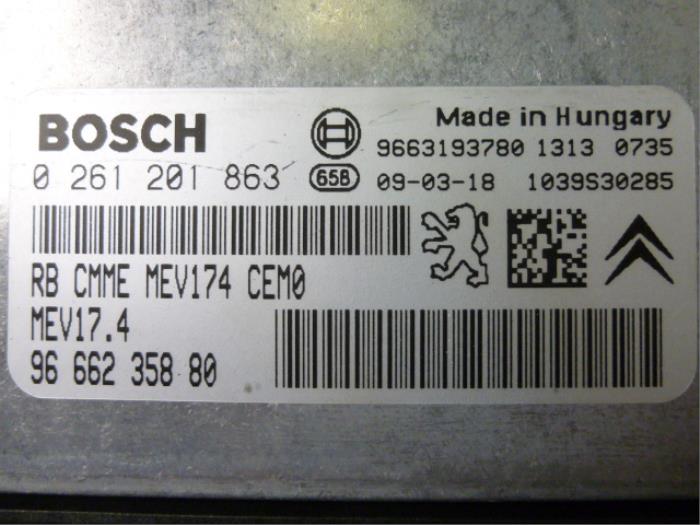 BOSCH
Made in Hungary
9663193780 1313 0735
0 261 201 863
65B 09-03-18 1039S30285
RB CMME MEV174 CEM0
MEV17.4
96 662 358 80